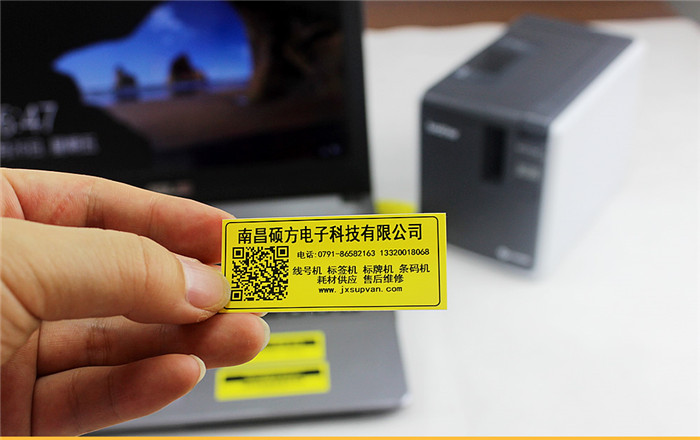 :47
南昌硕方电子科技有限公司
电话:0791-86582163 13320018068
线号机 标签机 标牌机 条码机
耗材供应 售后维修
www.jxsupvan.com